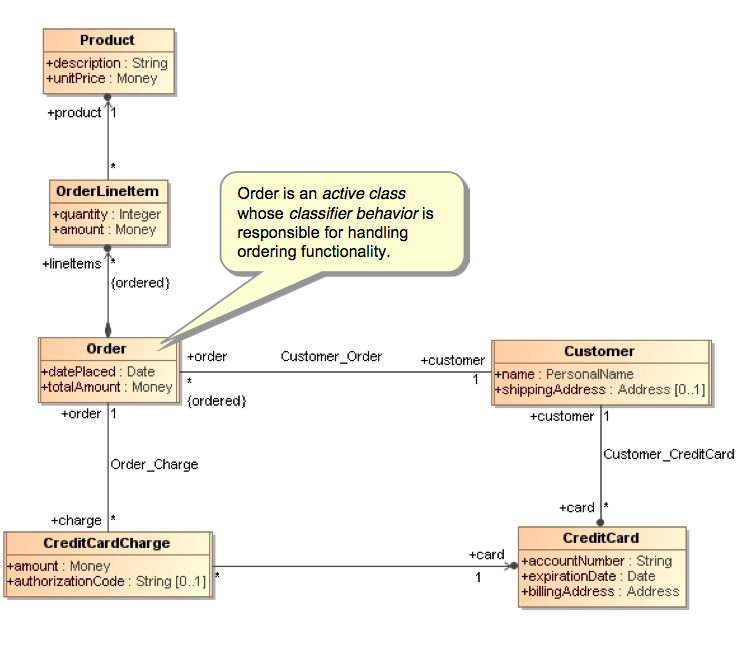 Product
+description : String
+unitPrice : Money
+product 1
*
OrderLineItem
+quantity : Integer
+amount : Money
+lineItems *
{ordered}
Order is an active class
whose classifier behavior is
responsible for handling
ordering functionality.
Order
+datePlaced : Date
+totalAmount : Money
+order Customer_Order +customer
* 1
{ordered}
Customer
+name : PersonalName
+shippingAddress : Address [0..1]
+order 1
Order_Charge
+charge *
+customer 1
Customer_CreditCard
+card *
CreditCardCharge
+amount : Money
+authorizationCode : String [0..1]
* +card
1
CreditCard
+accountNumber : String
+expirationDate : Date
+billingAddress : Address